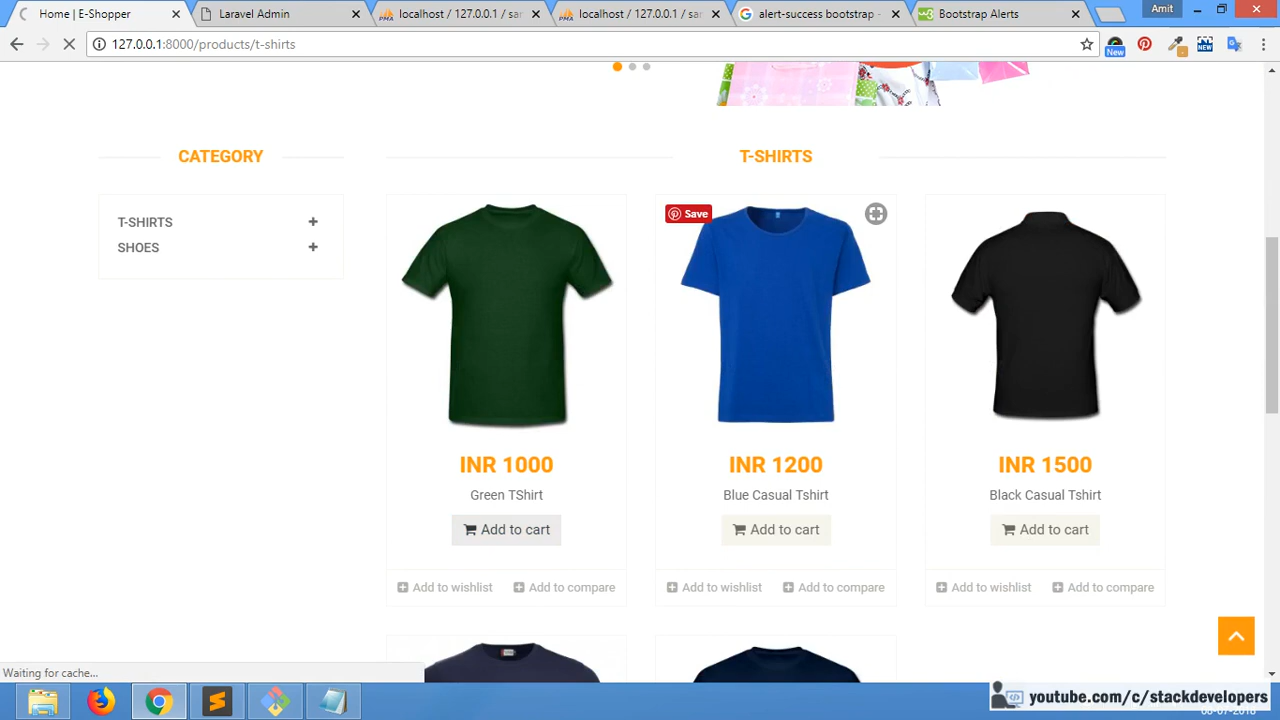 Amit
Home | E-Shopper
Laravel Admin
localhost / 127.0.0.1 / sar
localhost / 127.0.0.1 / sar
alert-success bootstrap -
Bootstrap Alerts
127.0.0.1:8000/products/t-shirts
New
NEW
CATEGORY
T-SHIRTS
SHOES
T-SHIRTS
Save
INR 1000
INR 1200
INR 1500
Green TShirt
Blue Casual Tshirt
Black Casual Tshirt
Add to cart
Add to cart
Add to cart
Add to wishlist
Add to compare
Add to wishlist
Add to compare
Add to wishlist
Add to compare
Waiting for cache...
youtube.com/c/stackdevelopers